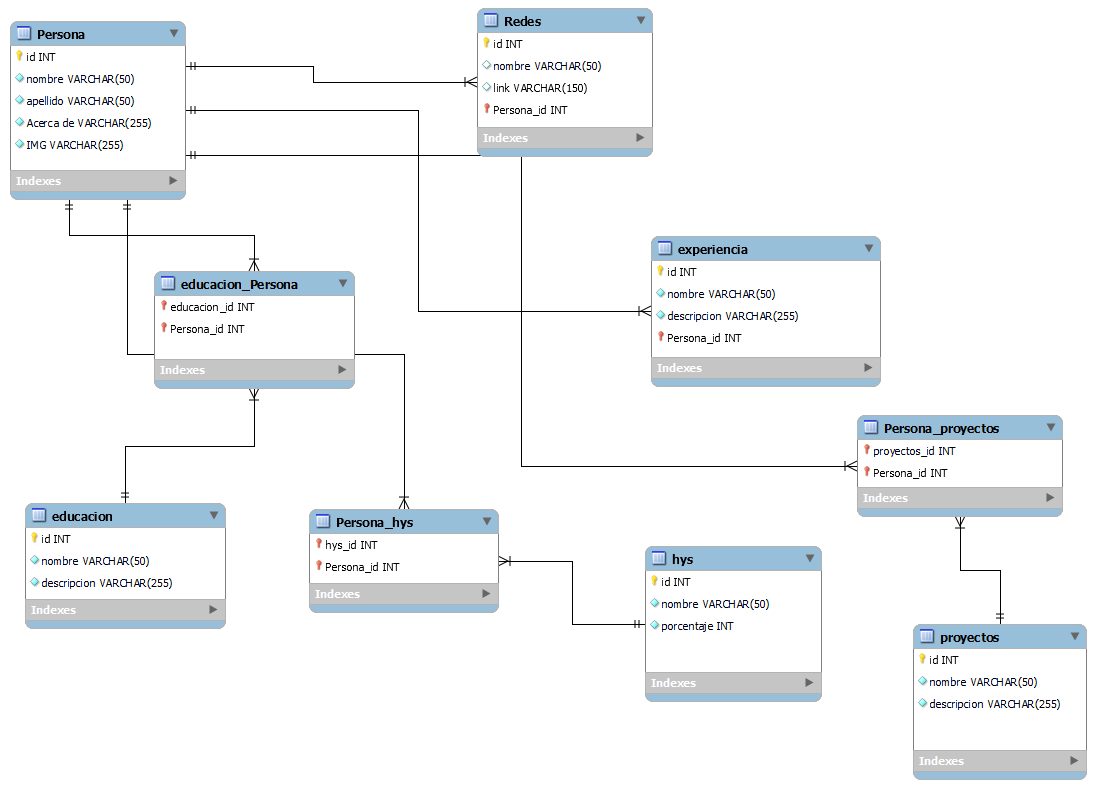 Persona
id INT
nombre VARCHAR(50)
apellido VARCHAR(50)
Acerca de VARCHAR(255)
IMG VARCHAR(255)
Indexes
Redes
id INT
nombre VARCHAR(50)
link VARCHAR(150)
Persona_id INT
Indexes
educacion_Persona
educacion_id INT
Persona_id INT
Indexes
experiencia
id INT
nombre VARCHAR(50)
descripcion VARCHAR(255)
Persona_id INT
Indexes
Persona_proyectos
proyectos_id INT
Persona_id INT
Indexes
educacion
id INT
nombre VARCHAR(50)
descripcion VARCHAR(255)
Indexes
Persona_hys
hys_id INT
Persona_id INT
Indexes
hys
id INT
nombre VARCHAR(50)
porcentaje INT
Indexes
proyectos
id INT
nombre VARCHAR(50)
descripcion VARCHAR(255)
Indexes